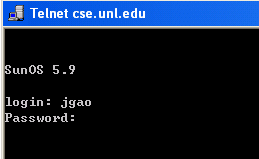 Telnet cse.unl.edu
SunOS 5.9
login: jgao
Password: